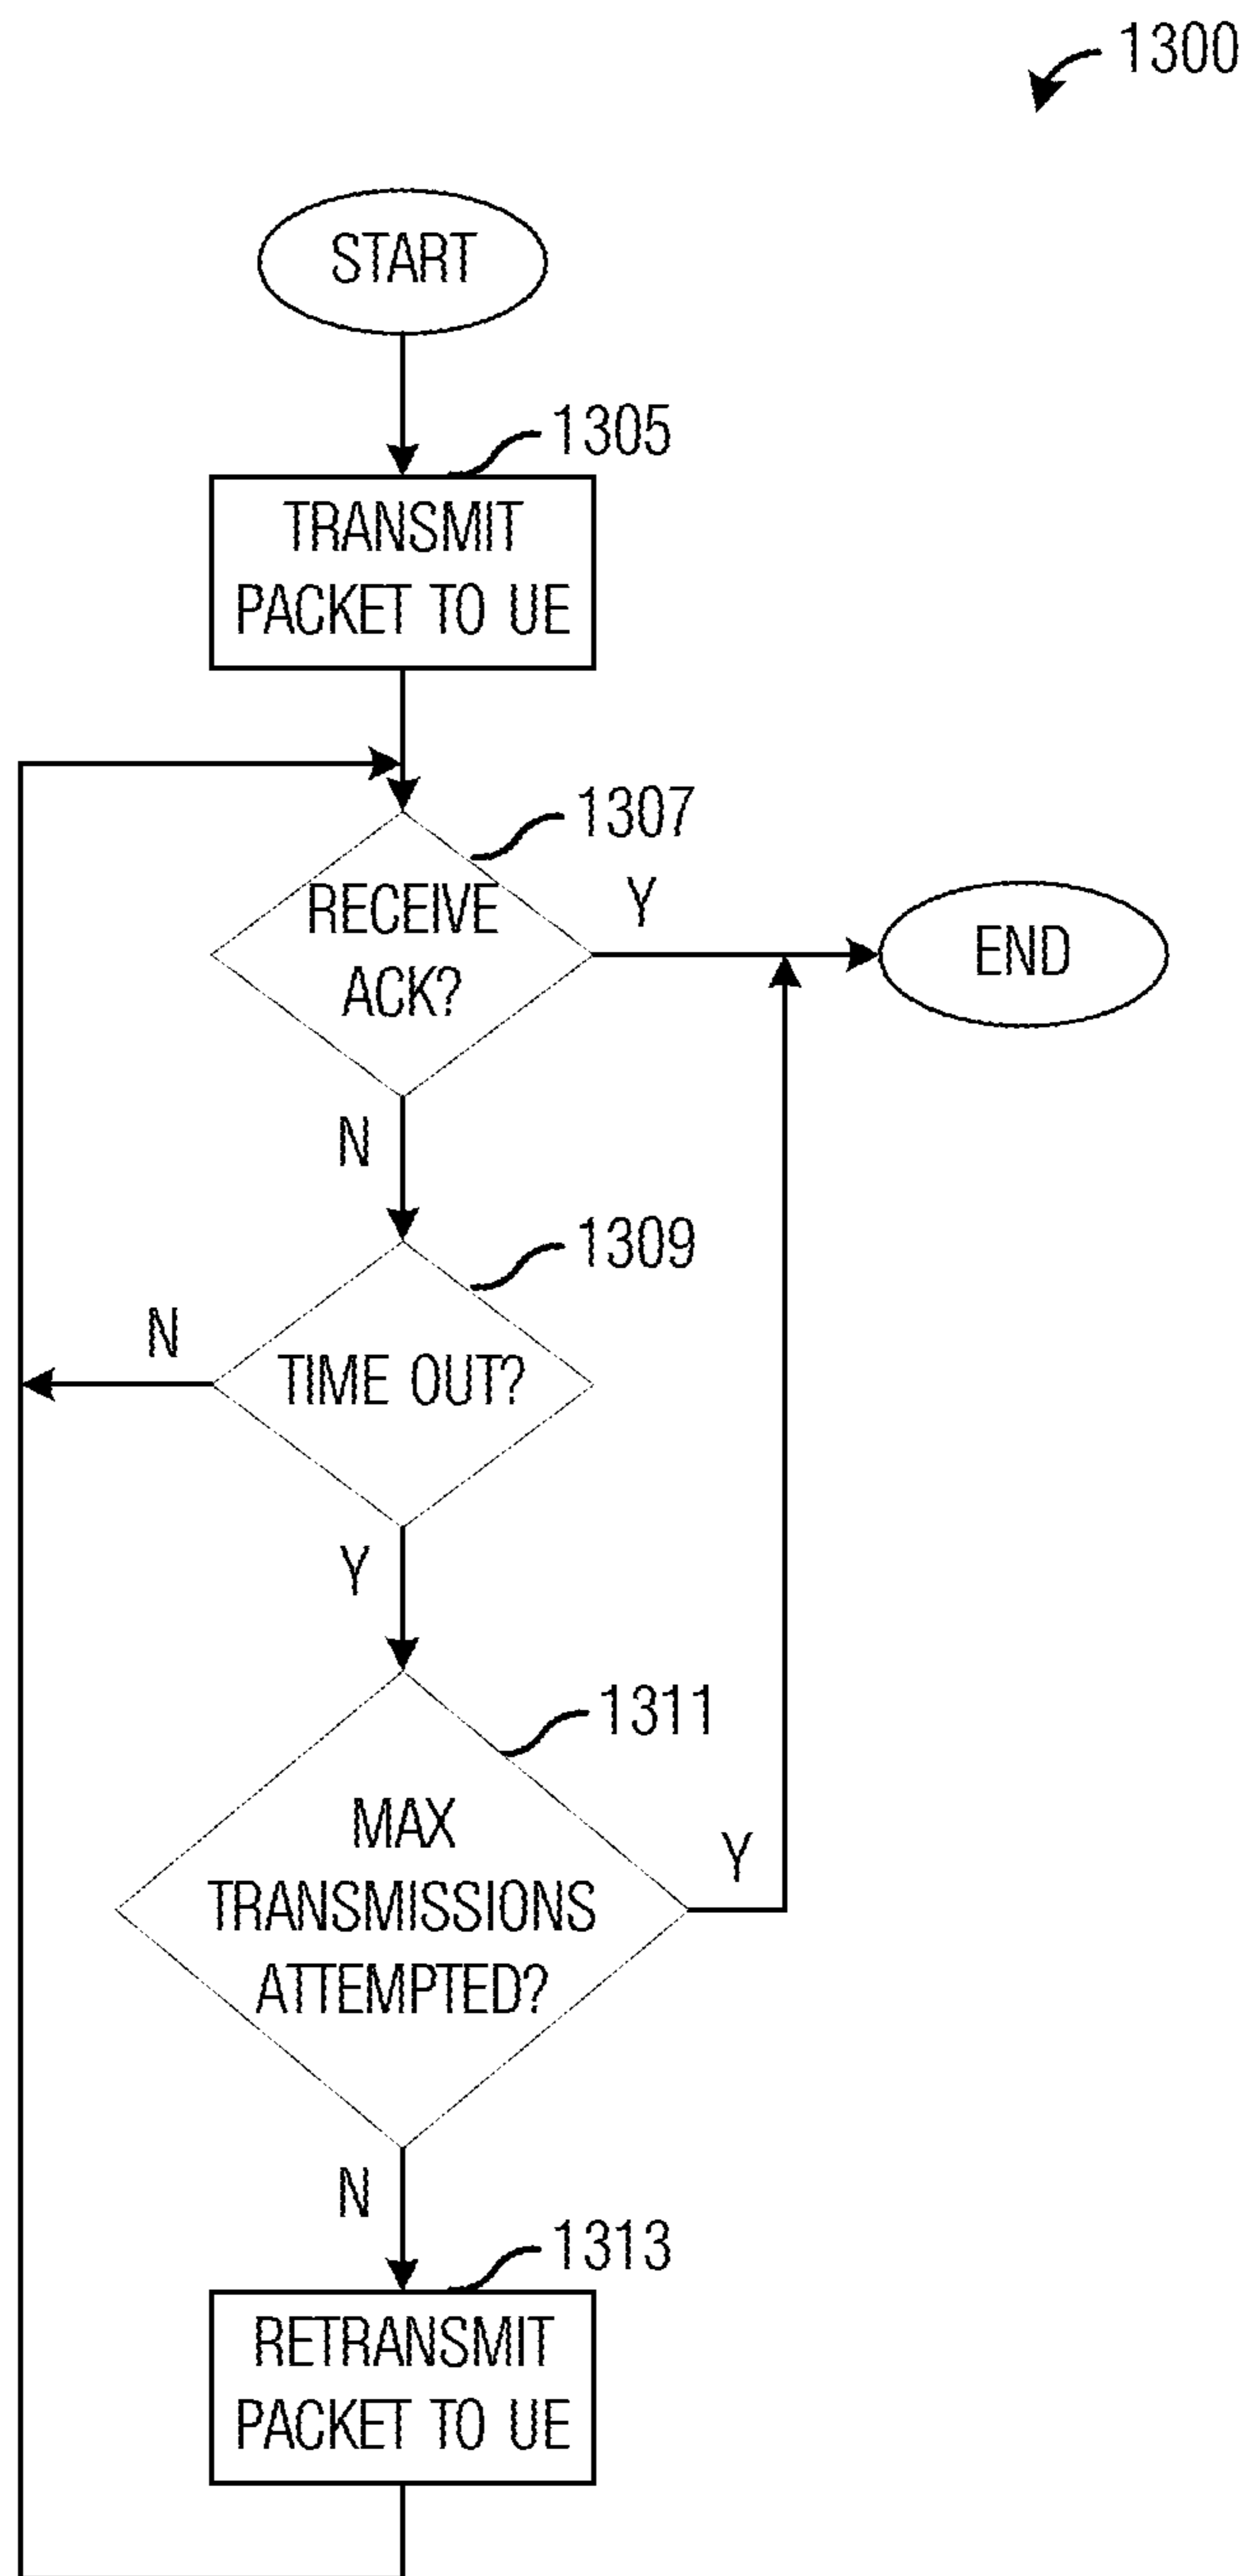 1300
START
1305
TRANSMIT
PACKET TO UE
1307
RECEIVE
ACK?
Y
END
N
1309
N
TIME OUT?
Y
1311
MAX
TRANSMISSIONS
ATTEMPTED?
Y
N
1313
RETRANSMIT
PACKET TO UE